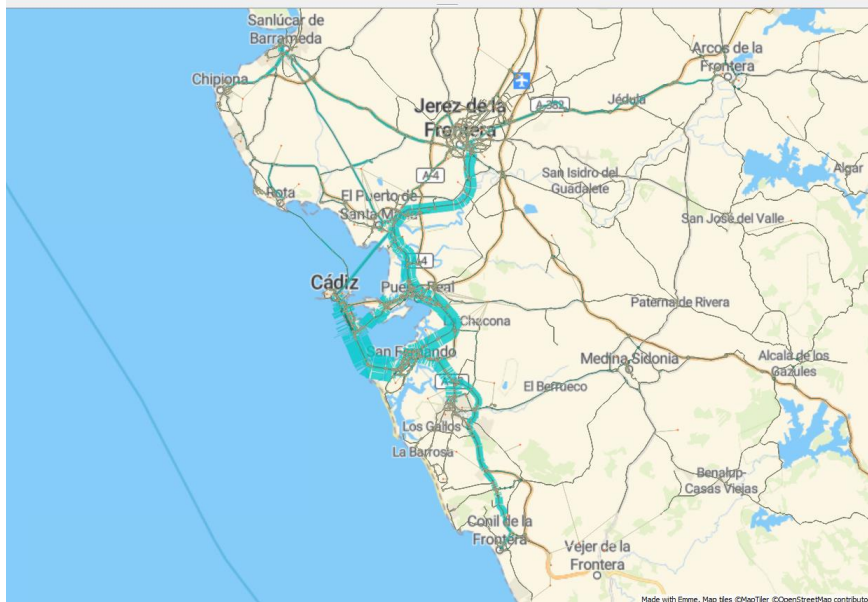 Sanlúcar de
Barrameda
Chipiona
Arcos de la
Frontera
Jerez de la
Frontera
A-382
Jédula
Algar
A-4
San Isidro del
Guadalete
Rota
El Puerto de
Santa María
San José del Valle
Cádiz
Puerto Real
Paterna de Rivera
Chacona
San Fernando
Medina-Sidonia
Alcalá de los
Gazules
El Berrueco
Los Gallos
La Barrosa
Benalup-
Casas Viejas
Conil de la
Frontera
Vejer de la
Frontera
Made with Emme. Map tiles ©MapTiler ©OpenStreetMap contributo